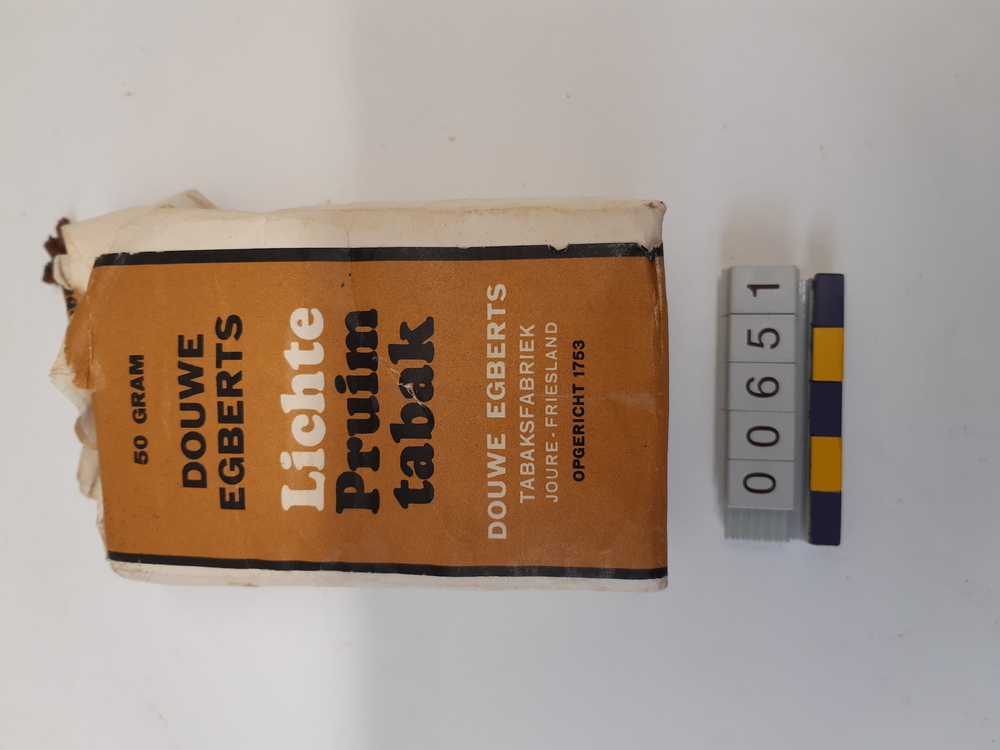 50 GRAM
DOUWE
EGBERTS
Lichte
Pruim
tabak
DOUWE EGBERTS
TABAKSFABRIEK
JOURE-FRIESLAND
OPGERICHT 1753
00651